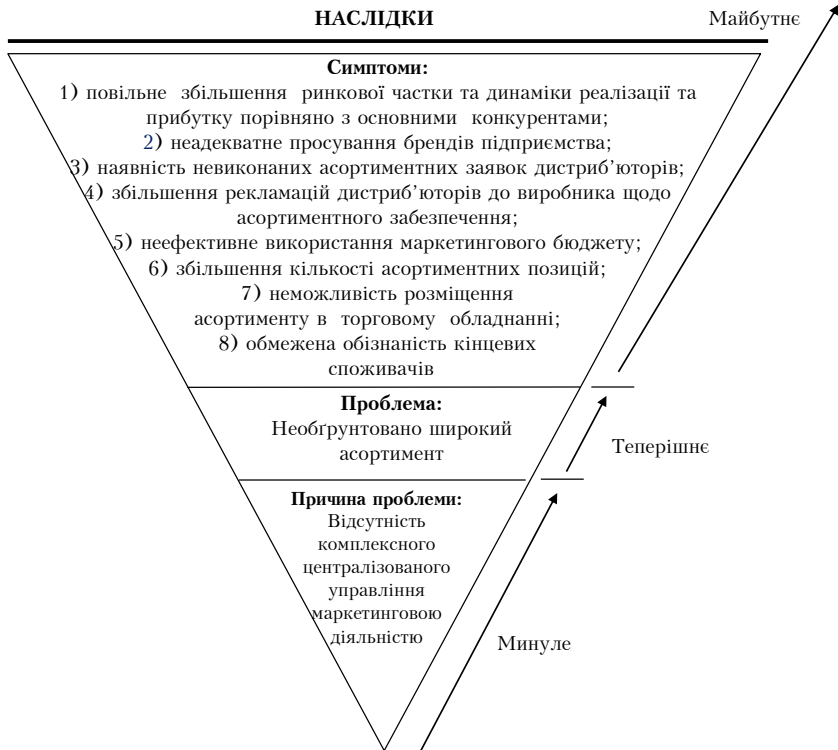 НАСЛІДКИ
Майбутнє
Симптоми:
1) повільне збільшення ринкової частки та динаміки реалізації та
прибутку порівняно з основними конкурентами;
2) неадекватне просування брендів підприємства;
3) наявність невиконаних асортиментних заявок дистриб’юторів;
4) збільшення рекламацій дистриб’юторів до виробника щодо
асортиментного забезпечення;
5) неефективне використання маркетингового бюджету;
6) збільшення кількості асортиментних позицій;
7) неможливість розміщення
асортименту в торговому обладнанні;
8) обмежена обізнаність кінцевих
споживачів
Проблема:
Необґрунтовано широкий
асортимент
Теперішнє
Причина проблеми:
Відсутність
комплексного
централізованого
управління
маркетинговою
діяльністю
Минуле